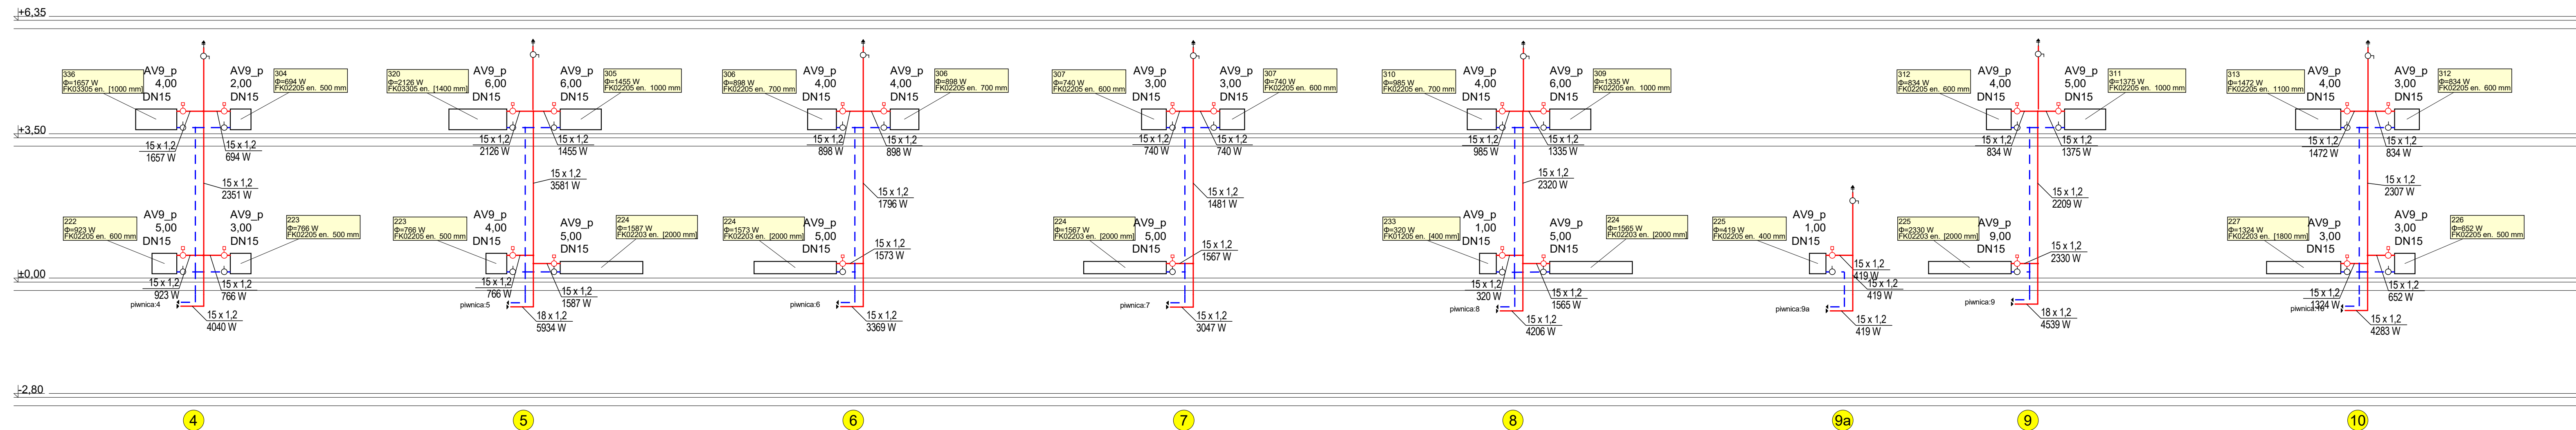 +6,35
336
Φ=1657 W
FK03305 en. [1000 mm]
AV9_p
4,00
DN15
AV9_p
2,00
DN15
304
Φ=694 W
FK02205 en. 500 mm
320
Φ=2126 W
FK03305 en. [1400 mm]
AV9_p
6,00
DN15
AV9_p
6,00
DN15
305
Φ=1455 W
FK02205 en. 1000 mm
306
Φ=898 W
FK02205 en. 700 mm
AV9_p
4,00
DN15
AV9_p
4,00
DN15
306
Φ=898 W
FK02205 en. 700 mm
307
Φ=740 W
FK02205 en. 600 mm
AV9_p
3,00
DN15
AV9_p
3,00
DN15
307
Φ=740 W
FK02205 en. 600 mm
310
Φ=985 W
FK02205 en. 700 mm
AV9_p
4,00
DN15
AV9_p
6,00
DN15
309
Φ=1335 W
FK02205 en. 1000 mm
312
Φ=834 W
FK02205 en. 600 mm
AV9_p
4,00
DN15
AV9_p
5,00
DN15
311
Φ=1375 W
FK02205 en. 1000 mm
313
Φ=1472 W
FK02205 en. 1100 mm
AV9_p
4,00
DN15
AV9_p
3,00
DN15
312
Φ=834 W
FK02205 en. 600 mm
+3,50
15 x 1,2
1657 W
15 x 1,2
694 W
15 x 1,2
2126 W
15 x 1,2
1455 W
15 x 1,2
898 W
15 x 1,2
898 W
15 x 1,2
740 W
15 x 1,2
740 W
15 x 1,2
985 W
15 x 1,2
1335 W
15 x 1,2
834 W
15 x 1,2
1375 W
15 x 1,2
1472 W
15 x 1,2
834 W
15 x 1,2
2351 W
15 x 1,2
3581 W
15 x 1,2
1796 W
15 x 1,2
1481 W
15 x 1,2
2320 W
15 x 1,2
2209 W
15 x 1,2
2307 W
222
Φ=923 W
FK02205 en. 600 mm
AV9_p
5,00
DN15
AV9_p
3,00
DN15
223
Φ=766 W
FK02205 en. 500 mm
223
Φ=766 W
FK02205 en. 500 mm
AV9_p
4,00
DN15
AV9_p
5,00
DN15
224
Φ=1587 W
FK02203 en. [2000 mm]
224
Φ=1573 W
FK02203 en. [2000 mm]
AV9_p
5,00
DN15
15 x 1,2
1573 W
224
Φ=1567 W
FK02203 en. [2000 mm]
AV9_p
5,00
DN15
15 x 1,2
1567 W
233
Φ=320 W
FK01205 en. [400 mm]
AV9_p
1,00
DN15
AV9_p
5,00
DN15
224
Φ=1565 W
FK02203 en. [2000 mm]
225
Φ=419 W
FK02205 en. 400 mm
AV9_p
1,00
DN15
15 x 1,2
419 W
225
Φ=2330 W
FK02203 en. [2000 mm]
AV9_p
9,00
DN15
15 x 1,2
2330 W
227
Φ=1324 W
FK02203 en. [1800 mm]
AV9_p
3,00
DN15
AV9_p
3,00
DN15
226
Φ=652 W
FK02205 en. 500 mm
±0,00
15 x 1,2
923 W
15 x 1,2
766 W
15 x 1,2
766 W
15 x 1,2
1587 W
15 x 1,2
320 W
15 x 1,2
1565 W
15 x 1,2
419 W
15 x 1,2
1324 W
15 x 1,2
652 W
piwnica:4
15 x 1,2
4040 W
piwnica:5
18 x 1,2
5934 W
piwnica:6
15 x 1,2
3369 W
piwnica:7
15 x 1,2
3047 W
piwnica:8
15 x 1,2
4206 W
piwnica:9a
15 x 1,2
419 W
piwnica:9
18 x 1,2
4539 W
piwnica:10
15 x 1,2
4283 W
-2,80
4
5
6
7
8
9a
9
10